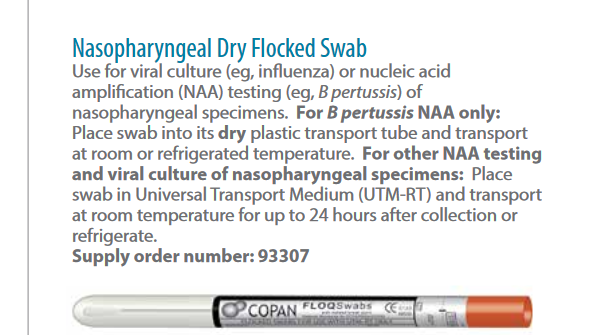 Nasopharyngeal Dry Flocked Swab
Use for viral culture (eg, influenza) or nucleic acid
amplification (NAA) testing (eg, B pertussis) of
nasopharyngeal specimens.  For B pertussis NAA only:
Place swab into its dry plastic transport tube and transport
at room or refrigerated temperature.  For other NAA testing
and viral culture of nasopharyngeal specimens:  Place
swab in Universal Transport Medium (UTM-RT) and transport
at room temperature for up to 24 hours after collection or
refrigerate.
Supply order number: 93307
COPAN FLOQSwabs CE